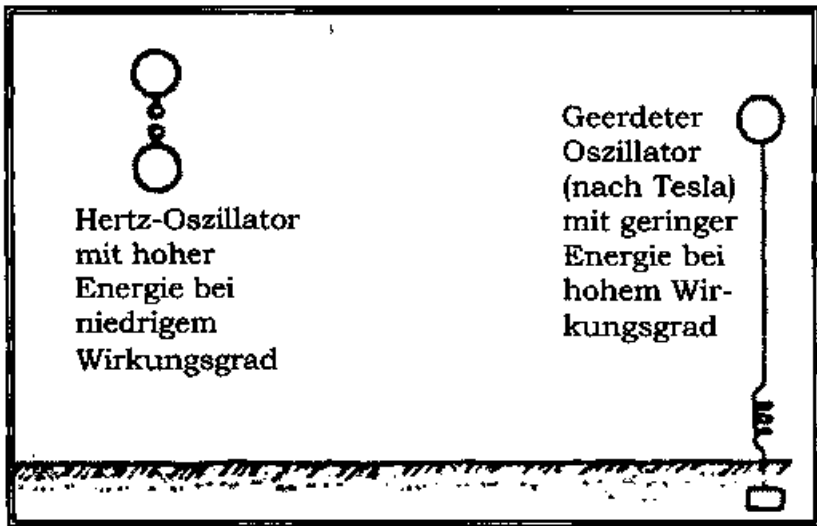 Hertz-Oszillator
mit hoher
Energie bei
niedrigem
Wirkungsgrad
Geerdeter
Oszillator
(nach Tesla)
mit geringer
Energie bei
hohem Wir-
kungsgrad